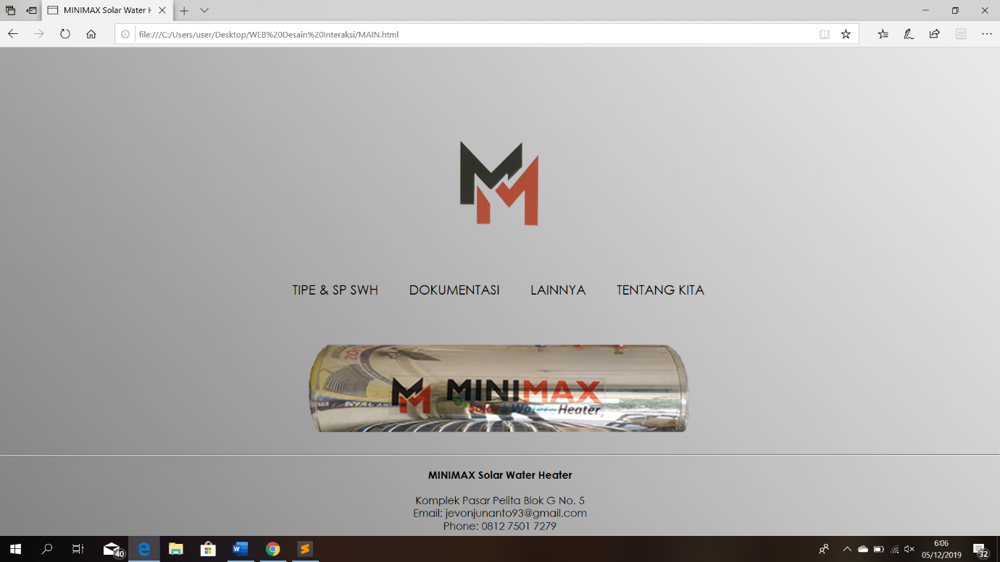 MINIMAX Solar Water H
file:///C:/Users/user/Desktop/WEB%20Desain%20Interaksi/MAIN.html
TIPE & SP SWH DOKUMENTASI LAINNYA TENTANG KITA
MINIMAX
Solar Water Heater
MINIMAX Solar Water Heater
Komplek Pasar Pelita Blok G No. 5
Email: jevonjunanto93@gmail.com
Phone: 0812 7501 7279
40
6:06
05/12/2019
32